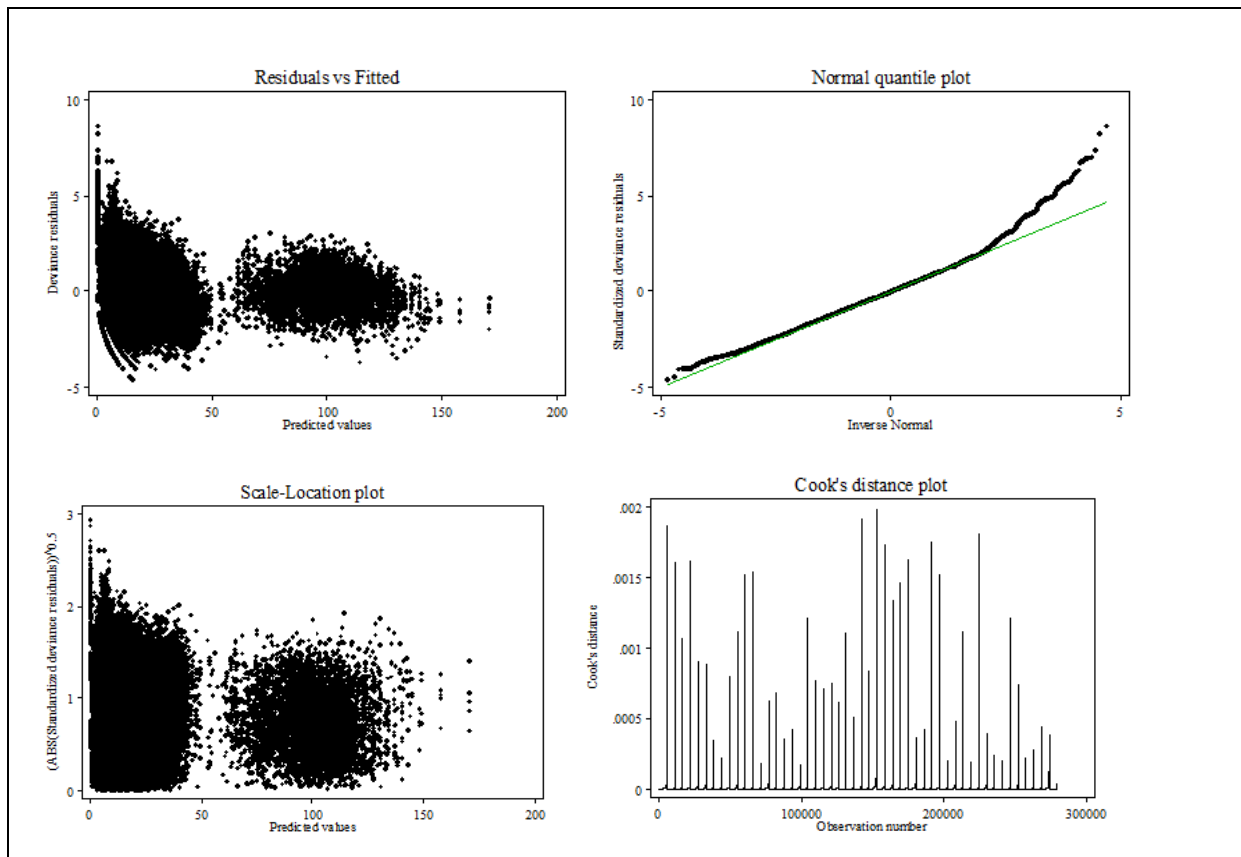 Residuals vs Fitted
Deviance residuals
10
5
0
-5
0 50 100 150 200
Predicted values
Normal quantile plot
Standardized deviance residuals
10
5
0
-5
-5 0 5
Inverse Normal
Scale-Location plot
(ABS(Standardized deviance residuals))^0.5
3
2
1
0
0 50 100 150 200
Predicted values
Cook's distance plot
Cook's distance
.002
.0015
.001
.0005
0
0 100000 200000 300000
Observation number